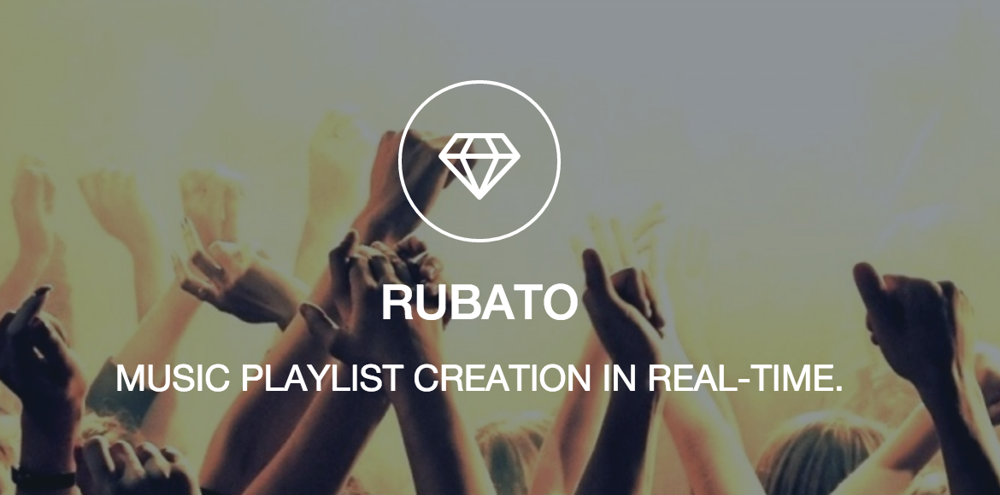 RUBATO
MUSIC PLAYLIST CREATION IN REAL-TIME.